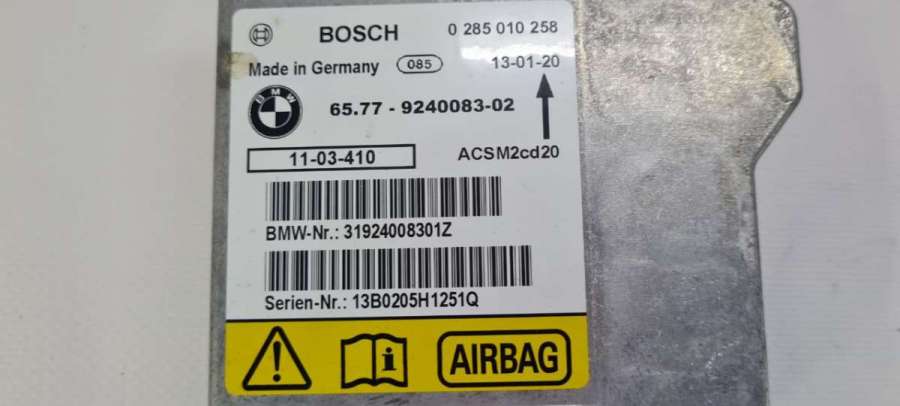 BOSCH 0 285 010 258
Made in Germany 085 13-01-20
BMW 65.77 - 9240083-02
11-03-410 ACSM2cd20
BMW-Nr.: 31924008301Z
Serien-Nr.: 13B0205H1251Q
AIRBAG